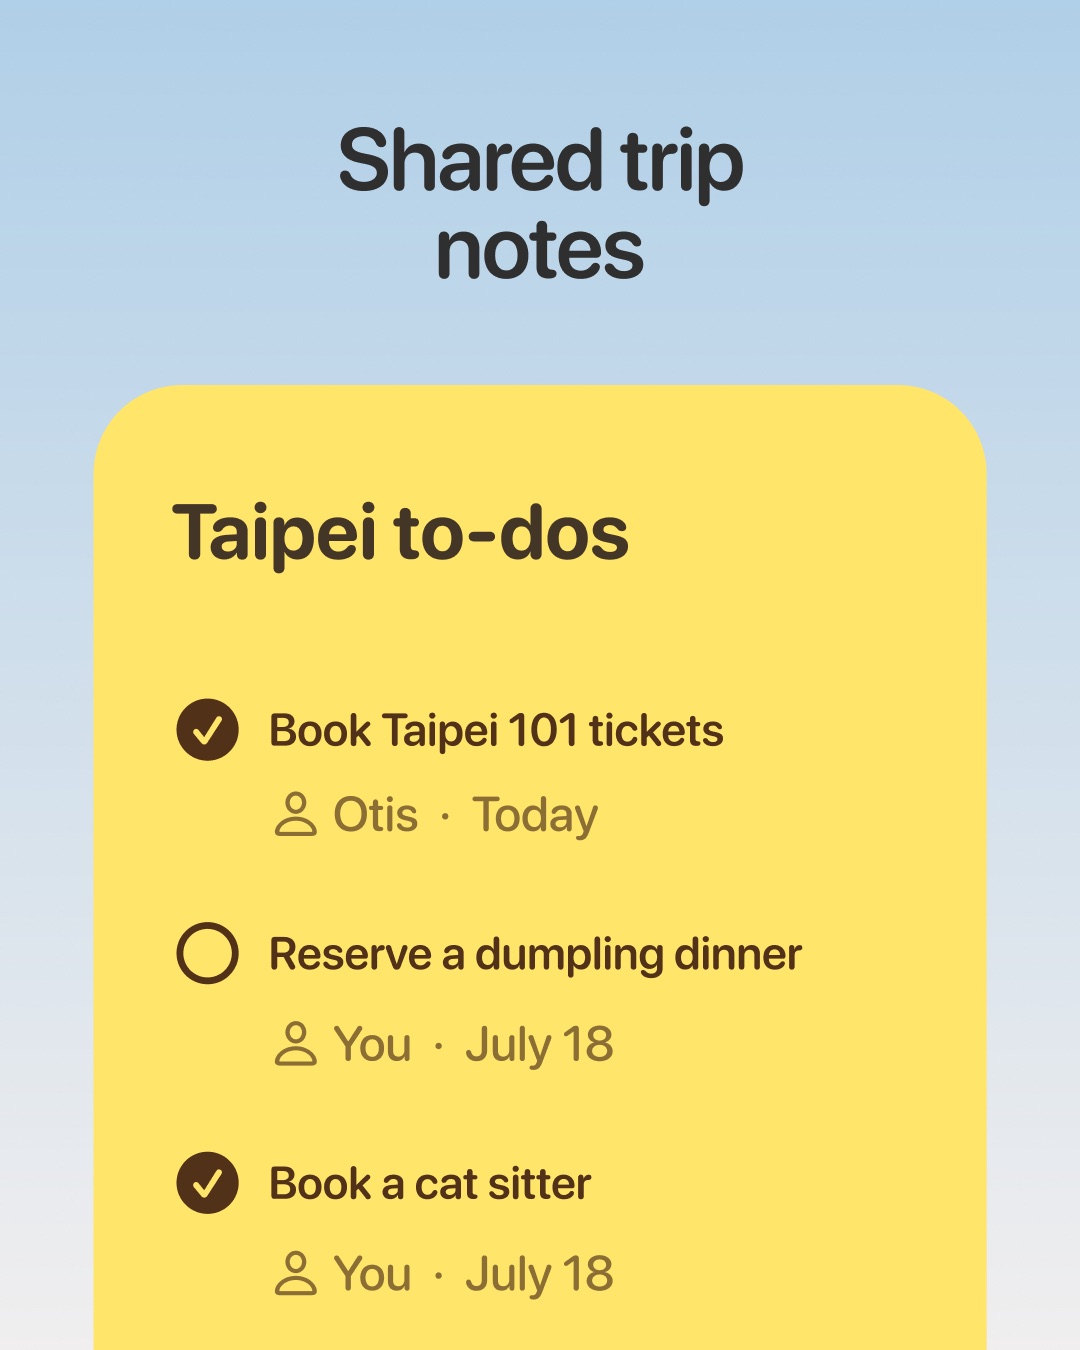 Shared trip
notes
Taipei to-dos
Book Taipei 101 tickets
Otis · Today
Reserve a dumpling dinner
You · July 18
Book a cat sitter
You · July 18